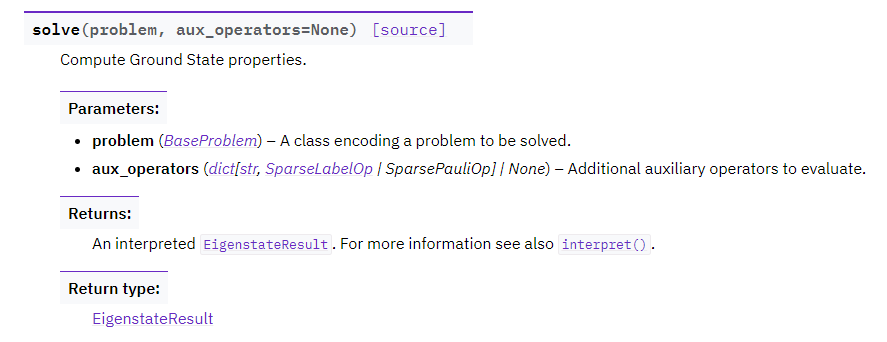 solve(problem, aux_operators=None) [source]
Compute Ground State properties.
Parameters:
• problem (BaseProblem) – A class encoding a problem to be solved.
• aux_operators (dict[str, SparseLabelOp | SparsePauliOp] | None) – Additional auxiliary operators to evaluate.
Returns:
An interpreted EigenstateResult. For more information see also interpret().
Return type:
EigenstateResult